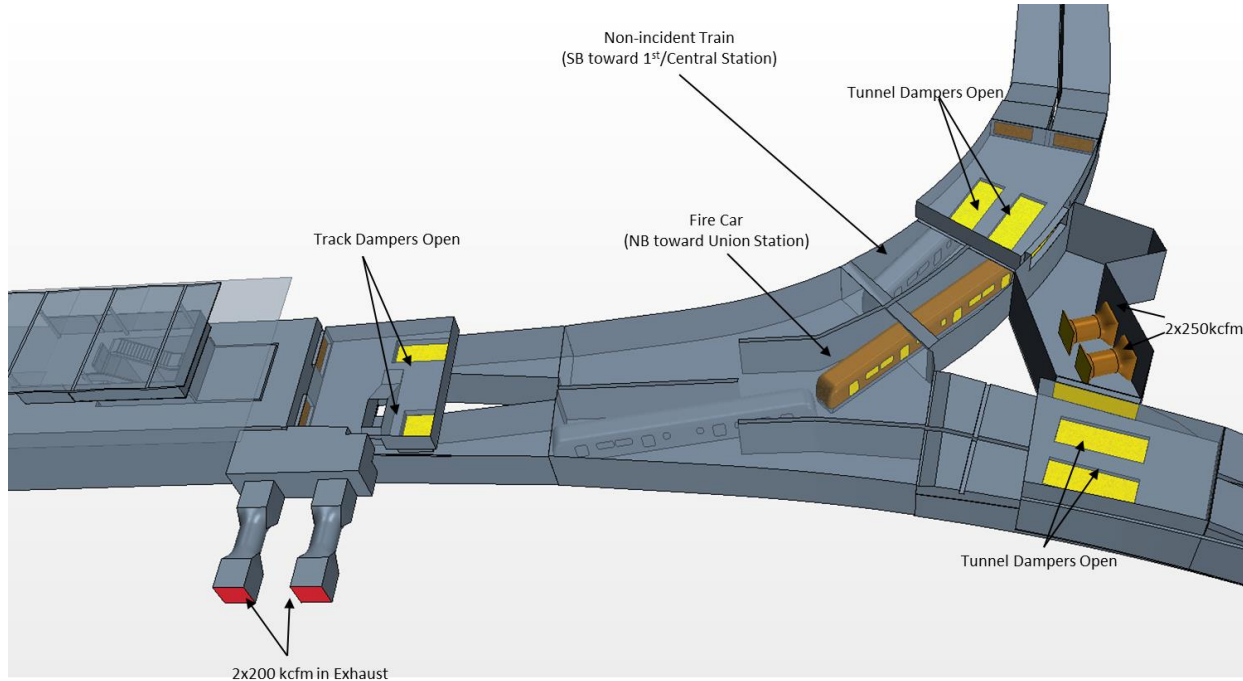 Non-incident Train
(SB toward 1st/Central Station)
Tunnel Dampers Open
Fire Car
(NB toward Union Station)
Track Dampers Open
2x250kcfm
Tunnel Dampers Open
2x200 kcfm in Exhaust